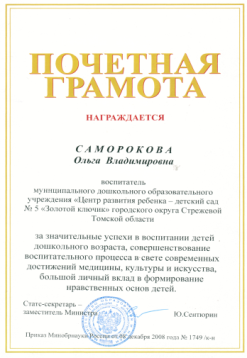 ПОЧЕТНАЯ
ГРАМОТА
НАГРАЖДАЕТСЯ
САМОРОКОВА
Ольга Владимировна
воспитатель
муниципального дошкольного образовательного
учреждения «Центр развития ребенка – детский сад
№ 5 «Золотой ключик» городского округа Стрежевой
Томской области
за значительные успехи в воспитании детей
дошкольного возраста, совершенствование
воспитательного процесса в свете современных
достижений медицины, культуры и искусства,
большой личный вклад в формирование
нравственных основ детей.
Статс-секретарь –
заместитель Министра
Ю.Сентюрин
Приказ Минобрнауки России от декабря 2008 года № 1749 /к-н